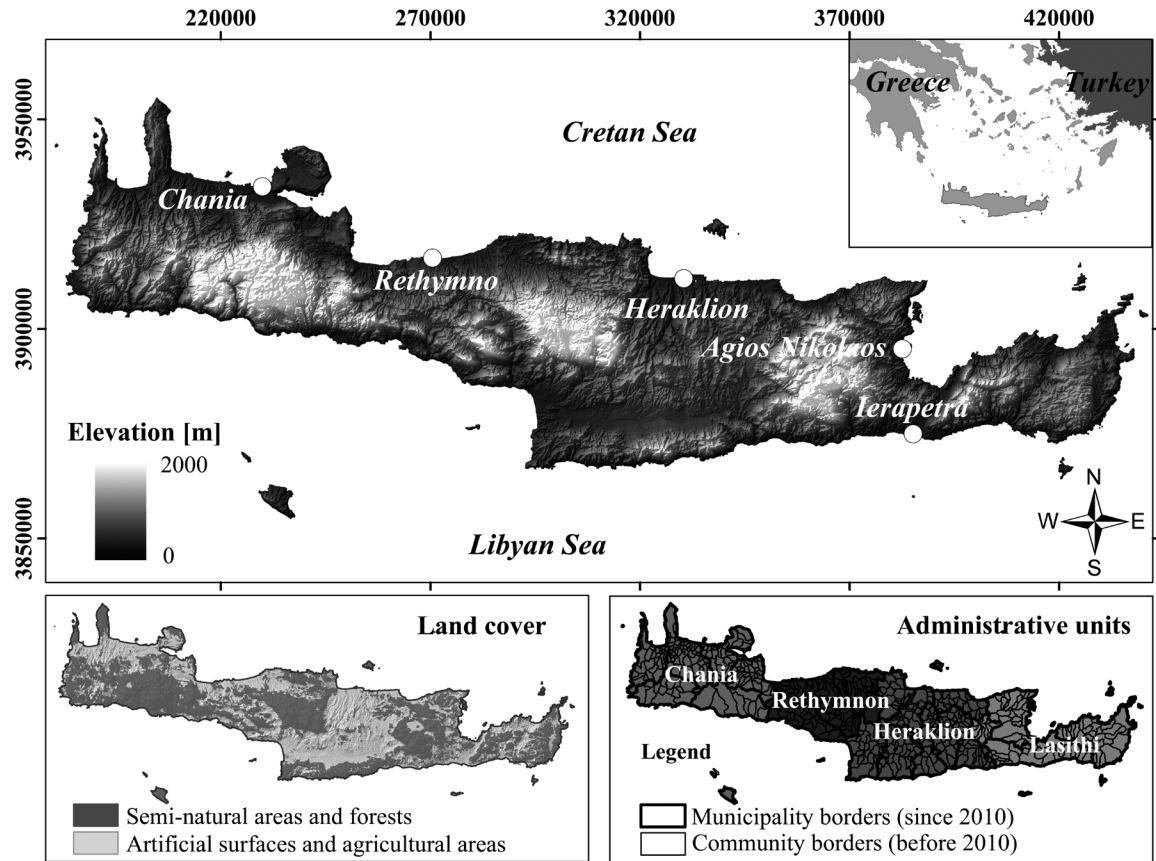 220000
270000
320000
370000
420000
3950000
3900000
3850000
Greece
Turkey
Cretan Sea
Chania
Rethymno
Heraklion
Agios Nikolaos
Ierapetra
Elevation [m]
2000
0
Libyan Sea
N
W
E
S
Land cover
Semi-natural areas and forests
Artificial surfaces and agricultural areas
Administrative units
Chania
Rethymnon
Heraklion
Lasithi
Legend
Municipality borders (since 2010)
Community borders (before 2010)